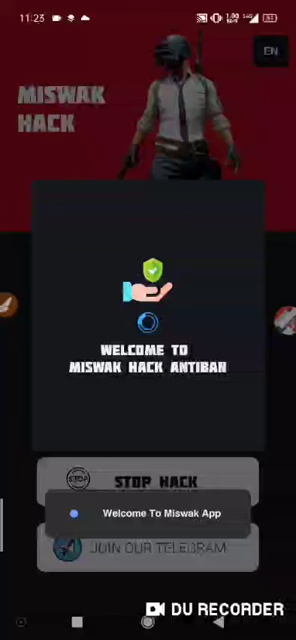 11:23
EN
MISWAK
HACK
WELCOME TO
MISWAK HACK ANTIBAN
STOP HACK
Welcome To Miswak App
JOIN OUR TELEGRAM
DU RECORDER